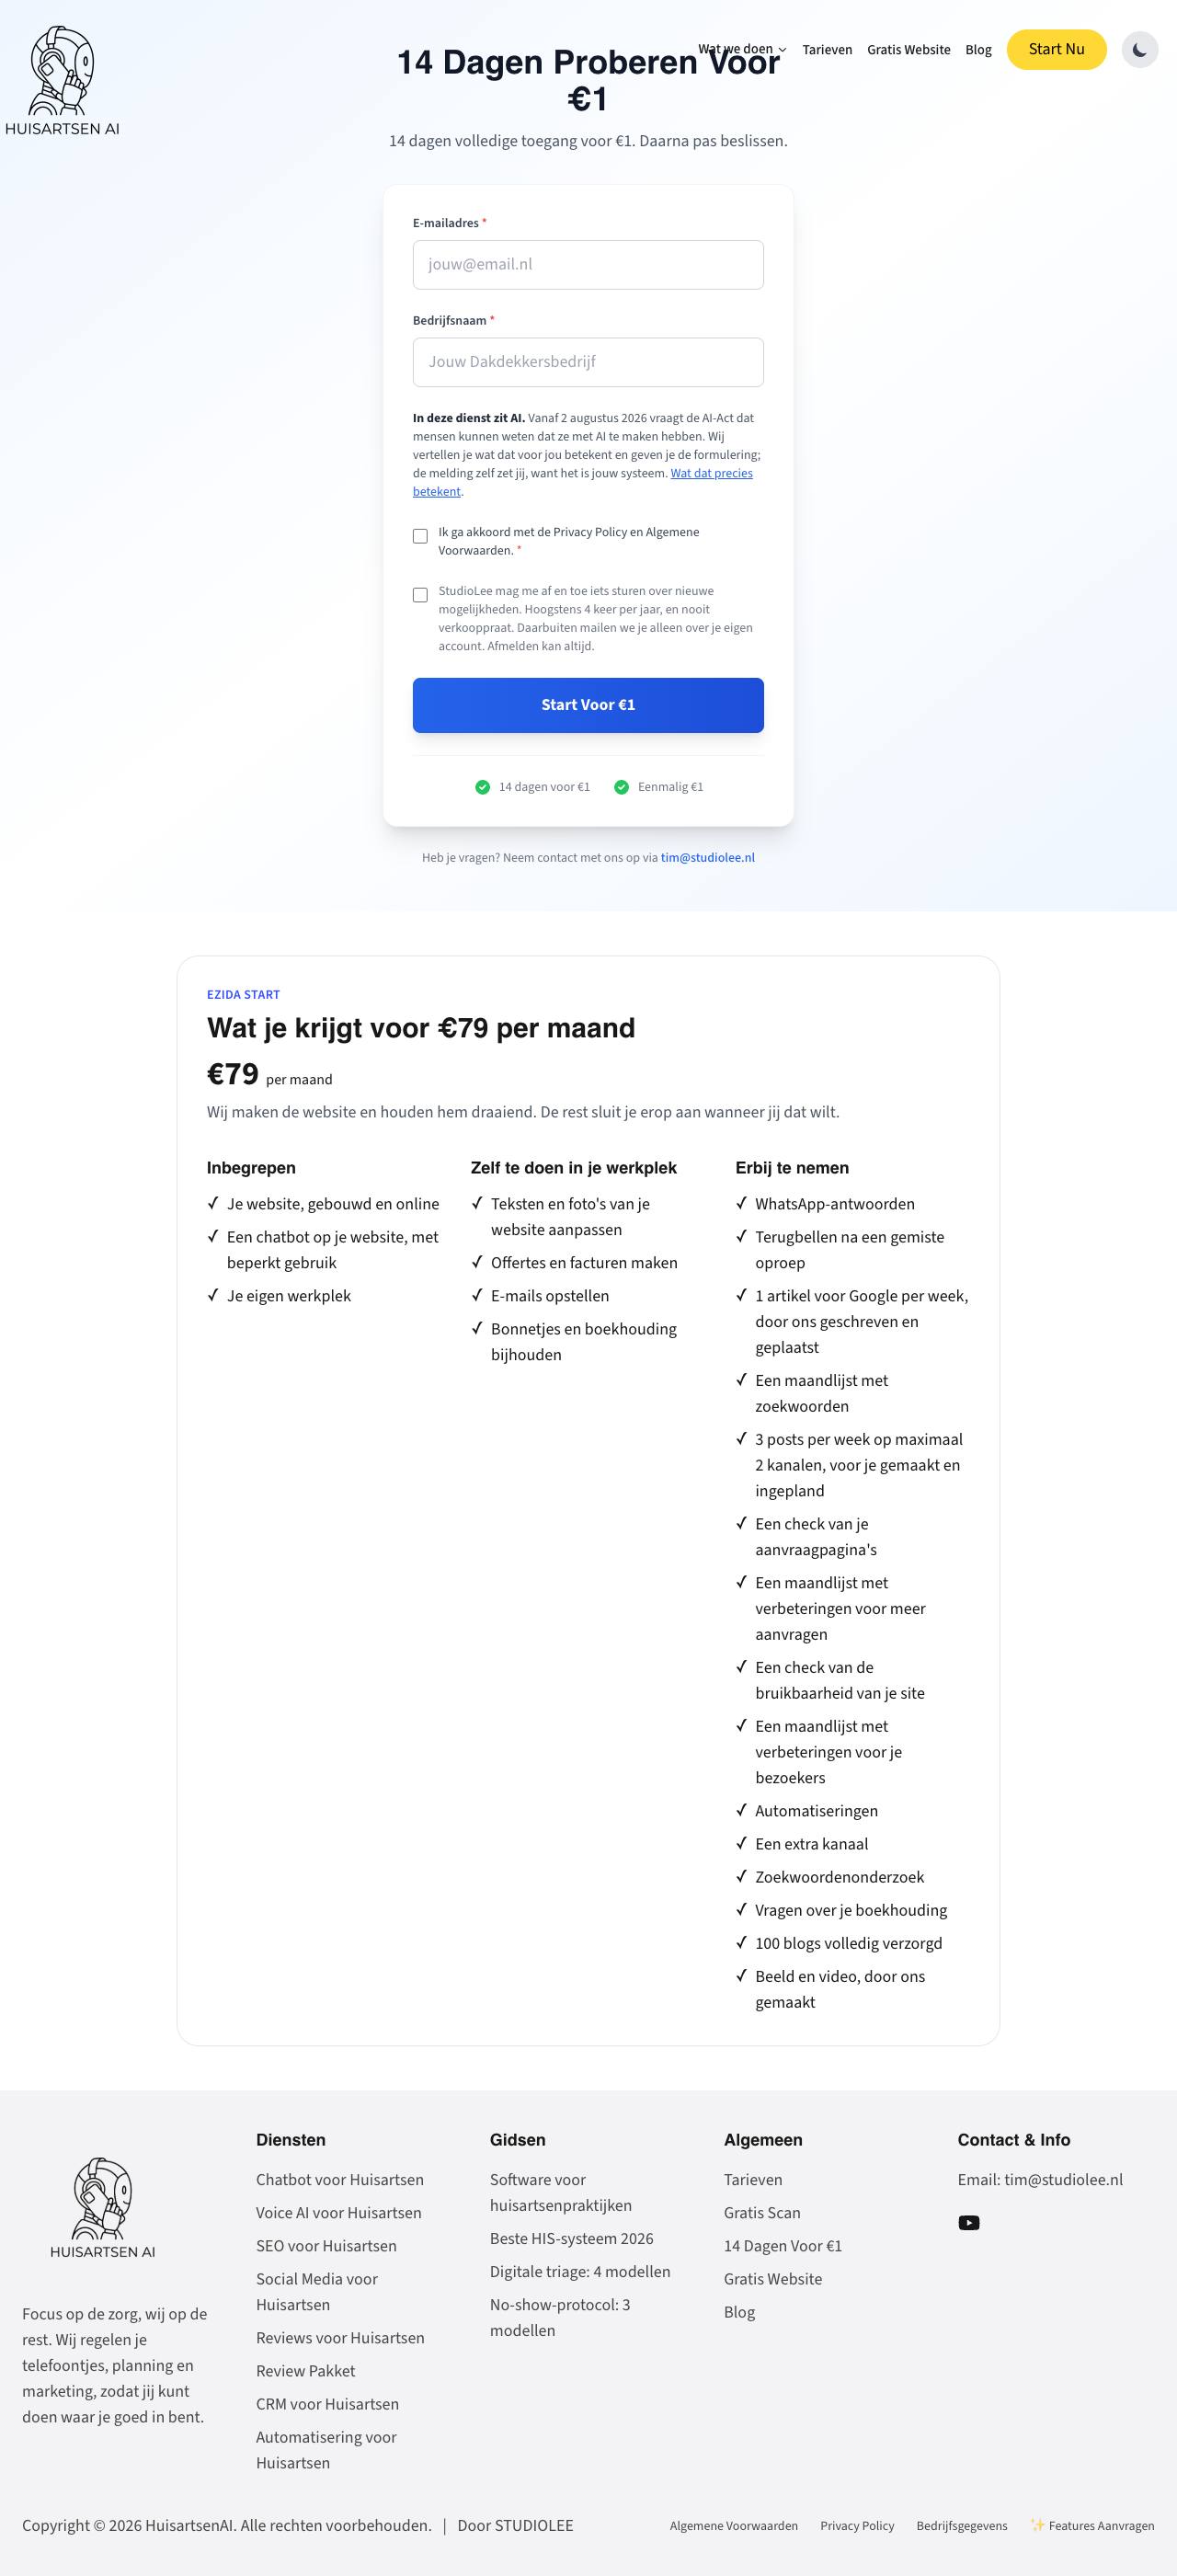 HUISARTSEN AI
Wat we doen
Tarieven
Gratis Website
Blog
Start Nu
14 Dagen Proberen Voor
€1
14 dagen volledige toegang voor €1. Daarna pas beslissen.
E-mailadres *
jouw@email.nl
Bedrijfsnaam *
Jouw Dakdekkersbedrijf
In deze dienst zit AI. Vanaf 2 augustus 2026 vraagt de AI-Act dat
mensen kunnen weten dat ze met AI te maken hebben. Wij
vertellen je wat dat voor jou betekent en geven je de formulering;
de melding zelf zet jij, want het is jouw systeem. Wat dat precies
betekent.
Ik ga akkoord met de Privacy Policy en Algemene
Voorwaarden. *
StudioLee mag me af en toe iets sturen over nieuwe
mogelijkheden. Hoogstens 4 keer per jaar, en nooit
verkooppraat. Daarbuiten mailen we je alleen over je eigen
account. Afmelden kan altijd.
Start Voor €1
14 dagen voor €1
Eenmalig €1
Heb je vragen? Neem contact met ons op via tim@studiolee.nl
EZIDA START
Wat je krijgt voor €79 per maand
€79 per maand
Wij maken de website en houden hem draaiend. De rest sluit je erop aan wanneer jij dat wilt.
Inbegrepen
✓ Je website, gebouwd en online
✓ Een chatbot op je website, met
beperkt gebruik
✓ Je eigen werkplek
Zelf te doen in je werkplek
✓ Teksten en foto's van je
website aanpassen
✓ Offertes en facturen maken
✓ E-mails opstellen
✓ Bonnetjes en boekhouding
bijhouden
Erbij te nemen
✓ WhatsApp-antwoorden
✓ Terugbellen na een gemiste
oproep
✓ 1 artikel voor Google per week,
door ons geschreven en
geplaatst
✓ Een maandlijst met
zoekwoorden
✓ 3 posts per week op maximaal
2 kanalen, voor je gemaakt en
ingepland
✓ Een check van je
aanvraagpagina's
✓ Een maandlijst met
verbeteringen voor meer
aanvragen
✓ Een check van de
bruikbaarheid van je site
✓ Een maandlijst met
verbeteringen voor je
bezoekers
✓ Automatiseringen
✓ Een extra kanaal
✓ Zoekwoordenonderzoek
✓ Vragen over je boekhouding
✓ 100 blogs volledig verzorgd
✓ Beeld en video, door ons
gemaakt
HUISARTSEN AI
Focus op de zorg, wij op de
rest. Wij regelen je
telefoontjes, planning en
marketing, zodat jij kunt
doen waar je goed in bent.
Diensten
Chatbot voor Huisartsen
Voice AI voor Huisartsen
SEO voor Huisartsen
Social Media voor
Huisartsen
Reviews voor Huisartsen
Review Pakket
CRM voor Huisartsen
Automatisering voor
Huisartsen
Gidsen
Software voor
huisartsenpraktijken
Beste HIS-systeem 2026
Digitale triage: 4 modellen
No-show-protocol: 3
modellen
Algemeen
Tarieven
Gratis Scan
14 Dagen Voor €1
Gratis Website
Blog
Contact & Info
Email: tim@studiolee.nl
Copyright © 2026 HuisartsenAI. Alle rechten voorbehouden. | Door STUDIOLEE
Algemene Voorwaarden
Privacy Policy
Bedrijfsgegevens
✨ Features Aanvragen